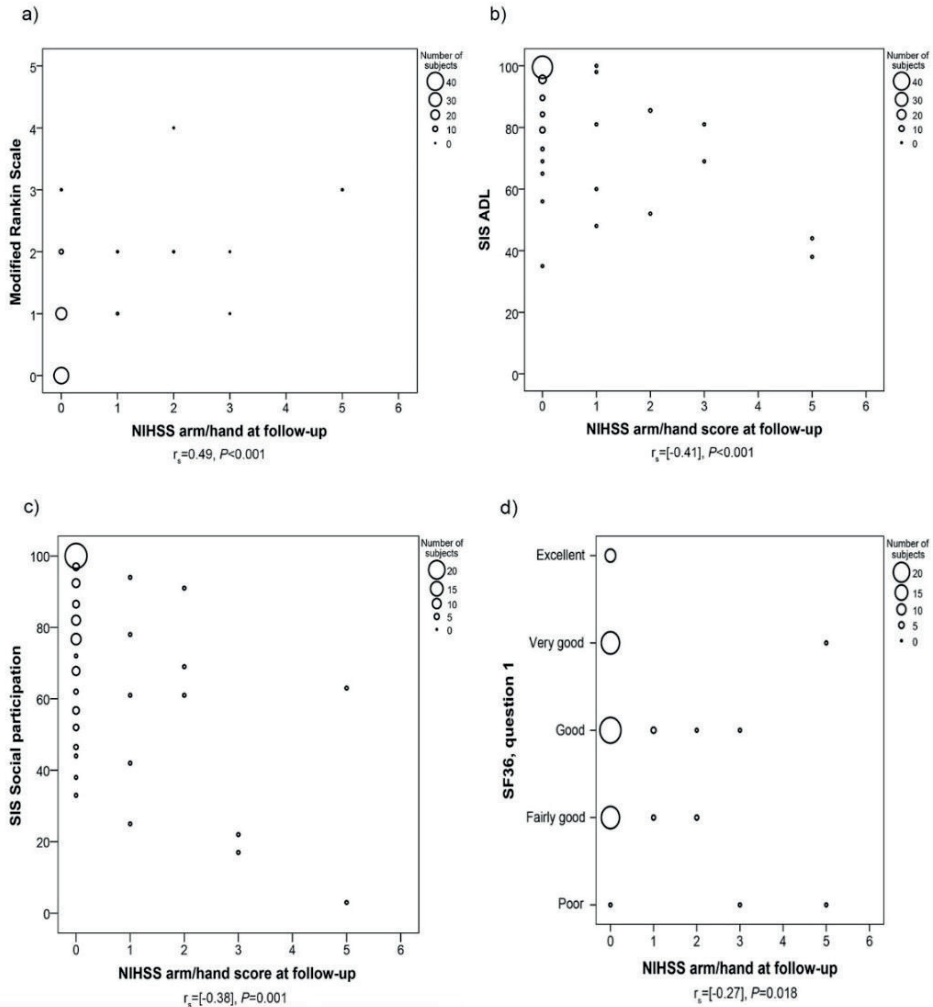 a)
Number of
subjects
40
30
20
10
0
5
4
3
2
1
0
Modified Rankin Scale
0 1 2 3 5 6
NIHSS arm/hand at follow-up
rs=0.49, P<0.001
b)
Number of
subjects
40
30
20
10
0
100
80
60
40
20
0
SIS ADL
0 1 2 3 5 6
NIHSS arm/hand score at follow-up
rs=[-0.41], P<0.001
c)
Number of
subjects
20
15
10
5
0
100
80
60
40
20
0
SIS Social participation
0 1 2 3 4 5 6
NIHSS arm/hand score at follow-up
rs=[-0.38], P=0.001
d)
Number of
subjects
20
15
10
5
0
Excellent
Very good
Good
Fairly good
Poor
SF36, question 1
0 1 2 3 4 5 6
NIHSS arm/hand at follow-up
rs=[-0.27], P=0.018